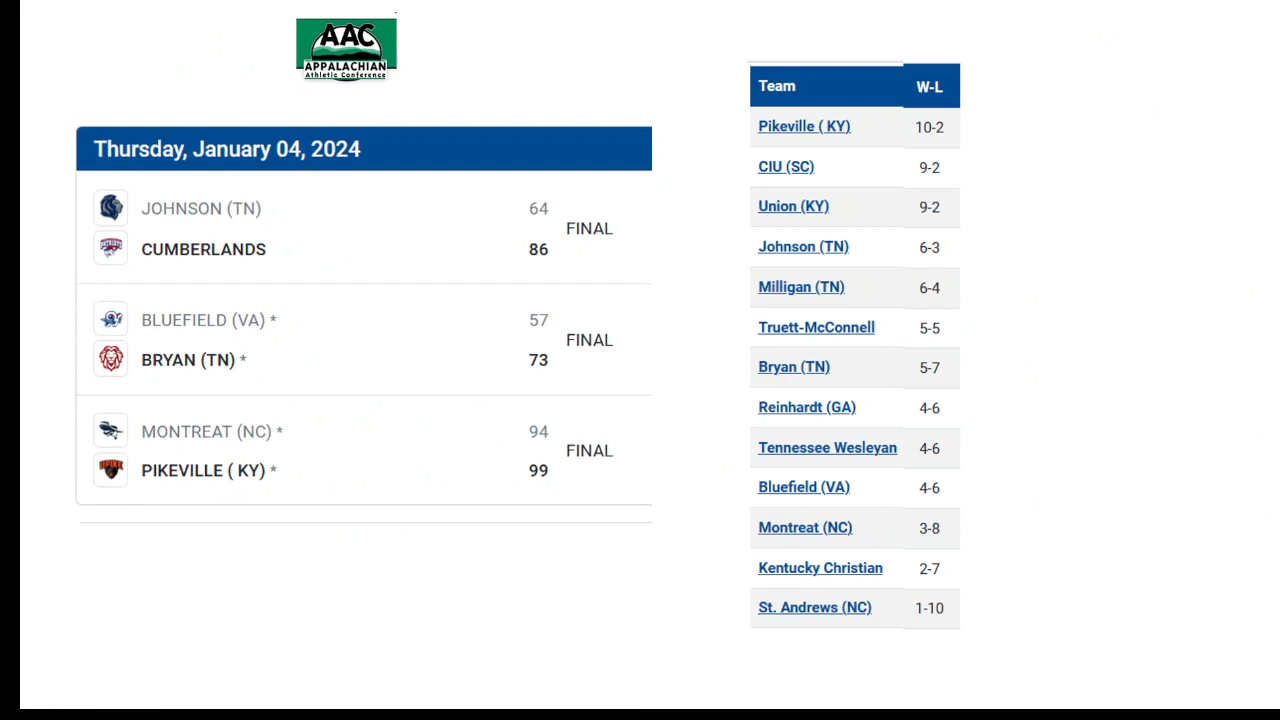 AAC
APPALACHIAN
Athletic Conference
Thursday, January 04, 2024
JOHNSON (TN) 64
CUMBERLANDS 86
FINAL
BLUEFIELD (VA) * 57
BRYAN (TN) * 73
FINAL
MONTREAT (NC) * 94
PIKEVILLE ( KY) * 99
FINAL
Team W-L
Pikeville ( KY) 10-2
CIU (SC) 9-2
Union (KY) 9-2
Johnson (TN) 6-3
Milligan (TN) 6-4
Truett-McConnell 5-5
Bryan (TN) 5-7
Reinhardt (GA) 4-6
Tennessee Wesleyan 4-6
Bluefield (VA) 4-6
Montreat (NC) 3-8
Kentucky Christian 2-7
St. Andrews (NC) 1-10